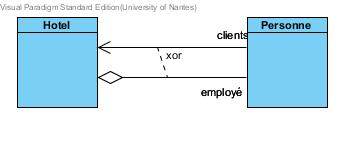 Visual Paradigm Standard Edition(University of Nantes)
Hotel
Personne
clients
xor
employé